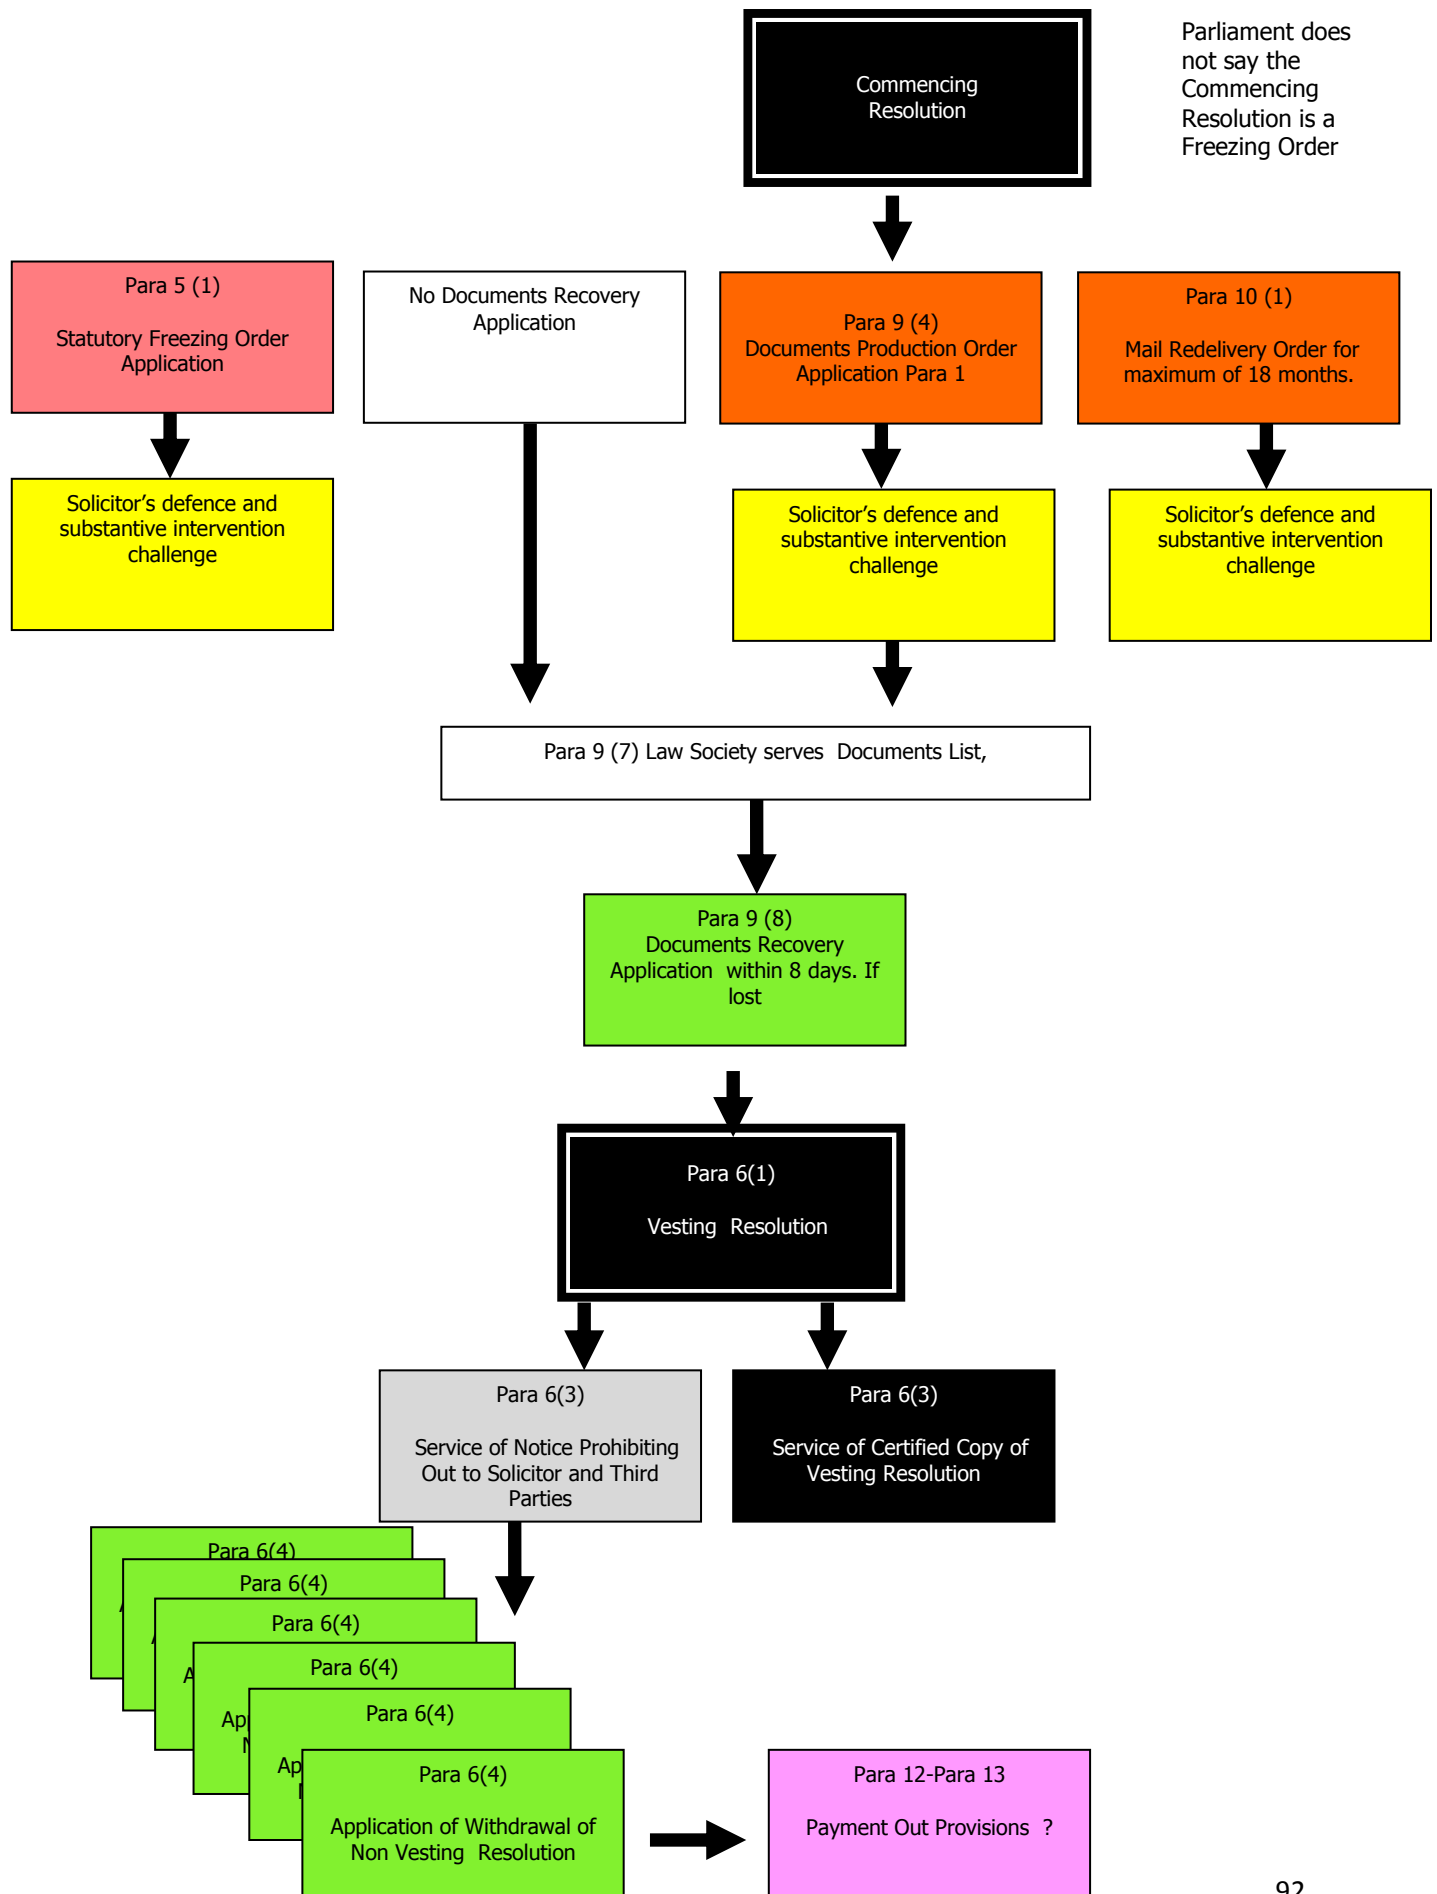 Commencing
Resolution
Parliament does
not say the
Commencing
Resolution is a
Freezing Order
Para 5 (1)
Statutory Freezing Order
Application
No Documents Recovery
Application
Para 9 (4)
Documents Production Order
Application Para 1
Para 10 (1)
Mail Redelivery Order for
maximum of 18 months.
Solicitor’s defence and
substantive intervention
challenge
Solicitor’s defence and
substantive intervention
challenge
Solicitor’s defence and
substantive intervention
challenge
Para 9 (7) Law Society serves  Documents List,
Para 9 (8)
Documents Recovery
Application  within 8 days. If
lost
Para 6(1)
Vesting  Resolution
Para 6(3)
Service of Notice Prohibiting
Out to Solicitor and Third
Parties
Para 6(3)
Service of Certified Copy of
Vesting Resolution
Para 6(4)
Para 6(4)
Para 6(4)
Para 6(4)
Para 6(4)
Para 6(4)
Application of Withdrawal of
Non Vesting  Resolution
Para 12-Para 13
Payment Out Provisions  ?
92